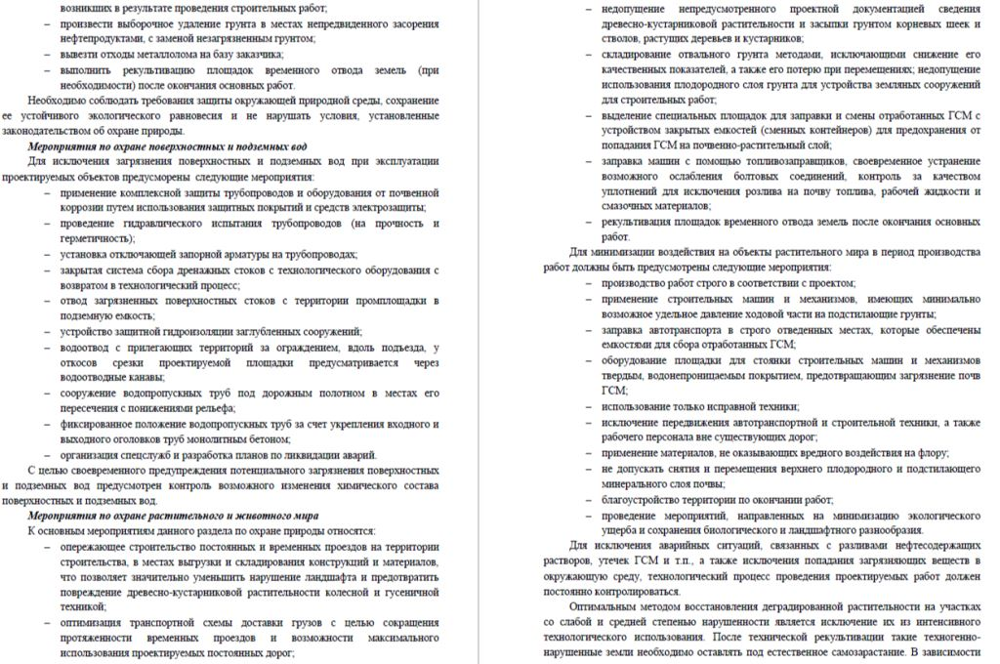 возникших в результате проведения строительных работ;
– произвести выборочное удаление грунта в местах непредвиденного засорения
нефтепродуктами, с заменой незагрязненным грунтом;
– вывезти отходы металлолома на базу заказчика;
– выполнить рекультивацию площадок временного отвода земель (при
необходимости) после окончания основных работ.
Необходимо соблюдать требования защиты окружающей природной среды, сохранение
ее устойчивого экологического равновесия и не нарушать условия, установленные
законодательством об охране природы.
Мероприятия по охране поверхностных и подземных вод
Для исключения загрязнения поверхностных и подземных вод при эксплуатации
проектируемых объектов предусморены следующие мероприятия:
– применение комплексной защиты трубопроводов и оборудования от почвенной
коррозии путем использования защитных покрытий и средств электрозащиты;
– проведение гидравлического испытания трубопроводов (на прочность и
герметичность);
– установка отключающей запорной арматуры на трубопроводах;
– закрытая система сбора дренажных стоков с технологического оборудования с
возвратом в технологический процесс;
– отвод загрязненных поверхностных стоков с территории промплощадки в
подземную емкость;
– устройство защитной гидроизоляции заглубленных сооружений;
– водоотвод с прилегающих территорий за ограждением, вдоль подъезда, у
откосов срезки проектируемой площадки предусматривается через
водоотводные канавы;
– сооружение водопропускных труб под дорожным полотном в местах его
пересечения с понижениями рельефа;
– фиксированное положение водопропускных труб за счет укрепления входного и
выходного оголовков труб монолитным бетоном;
– организация спецслужб и разработка планов по ликвидации аварий.
С целью своевременного предупреждения потенциального загрязнения поверхностных
и подземных вод предусмотрен контроль возможного изменения химического состава
поверхностных и подземных вод.
Мероприятия по охране растительного и животного мира
К основным мероприятиям данного раздела по охране природы относятся:
– опережающее строительство постоянных и временных проездов на территории
строительства, в местах выгрузки и складирования конструкций и материалов,
что позволяет значительно уменьшить нарушение ландшафта и предотвратить
повреждение древесно-кустарниковой растительности колесной и гусеничной
техникой;
– оптимизация транспортной схемы доставки грузов с целью сокращения
протяженности временных проездов и возможности максимального
использования проектируемых постоянных дорог;
– недопущение непредусмотренного проектной документацией сведения
древесно-кустарниковой растительности и засыпки грунтом корневых шеек и
стволов, растущих деревьев и кустарников;
– складирование отвального грунта методами, исключающими снижение его
качественных показателей, а также его потерю при перемещениях; недопущение
использования плодородного слоя грунта для устройства земляных сооружений
для строительных работ;
– выделение специальных площадок для заправки и смены отработанных ГСМ с
устройством закрытых емкостей (сменных контейнеров) для предохранения от
попадания ГСМ на почвенно-растительный слой;
– заправка машин с помощью топливозаправщиков, своевременное устранение
возможного ослабления болтовых соединений, контроль за качеством
уплотнений для исключения розлива на почву топлива, рабочей жидкости и
смазочных материалов;
– рекультивация площадок временного отвода земель после окончания основных
работ.
Для минимизации воздействия на объекты растительного мира в период производства
работ должны быть предусмотрены следующие мероприятия:
– производство работ строго в соответствии с проектом;
– применение строительных машин и механизмов, имеющих минимально
возможное удельное давление ходовой части на подстилающие грунты;
– заправка автотранспорта в строго отведенных местах, которые обеспечены
емкостями для сбора отработанных ГСМ;
– оборудование площадки для стоянки строительных машин и механизмов
твердым, водонепроницаемым покрытием, предотвращающим загрязнение почв
ГСМ;
– использование только исправной техники;
– исключение передвижения автотранспортной и строительной техники, а также
рабочего персонала вне существующих дорог;
– применение материалов, не оказывающих вредного воздействия на флору;
– не допускать снятия и перемещения верхнего плодородного и подстилающего
минерального слоя почвы;
– благоустройство территории по окончании работ;
– проведение мероприятий, направленных на минимизацию экологического
ущерба и сохранения биологического и ландшафтного разнообразия.
Для исключения аварийных ситуаций, связанных с разливами нефтесодержащих
растворов, утечек ГСМ и т.п., а также исключения попадания загрязняющих веществ в
окружающую среду, технологический процесс проведения проектируемых работ должен
постоянно контролироваться.
Оптимальным методом восстановления деградированной растительности на участках
со слабой и средней степенью нарушенности является исключение их из интенсивного
технологического использования. После технической рекультивации такие техногенно-
нарушенные земли необходимо оставлять под естественное самозарастание. В зависимости